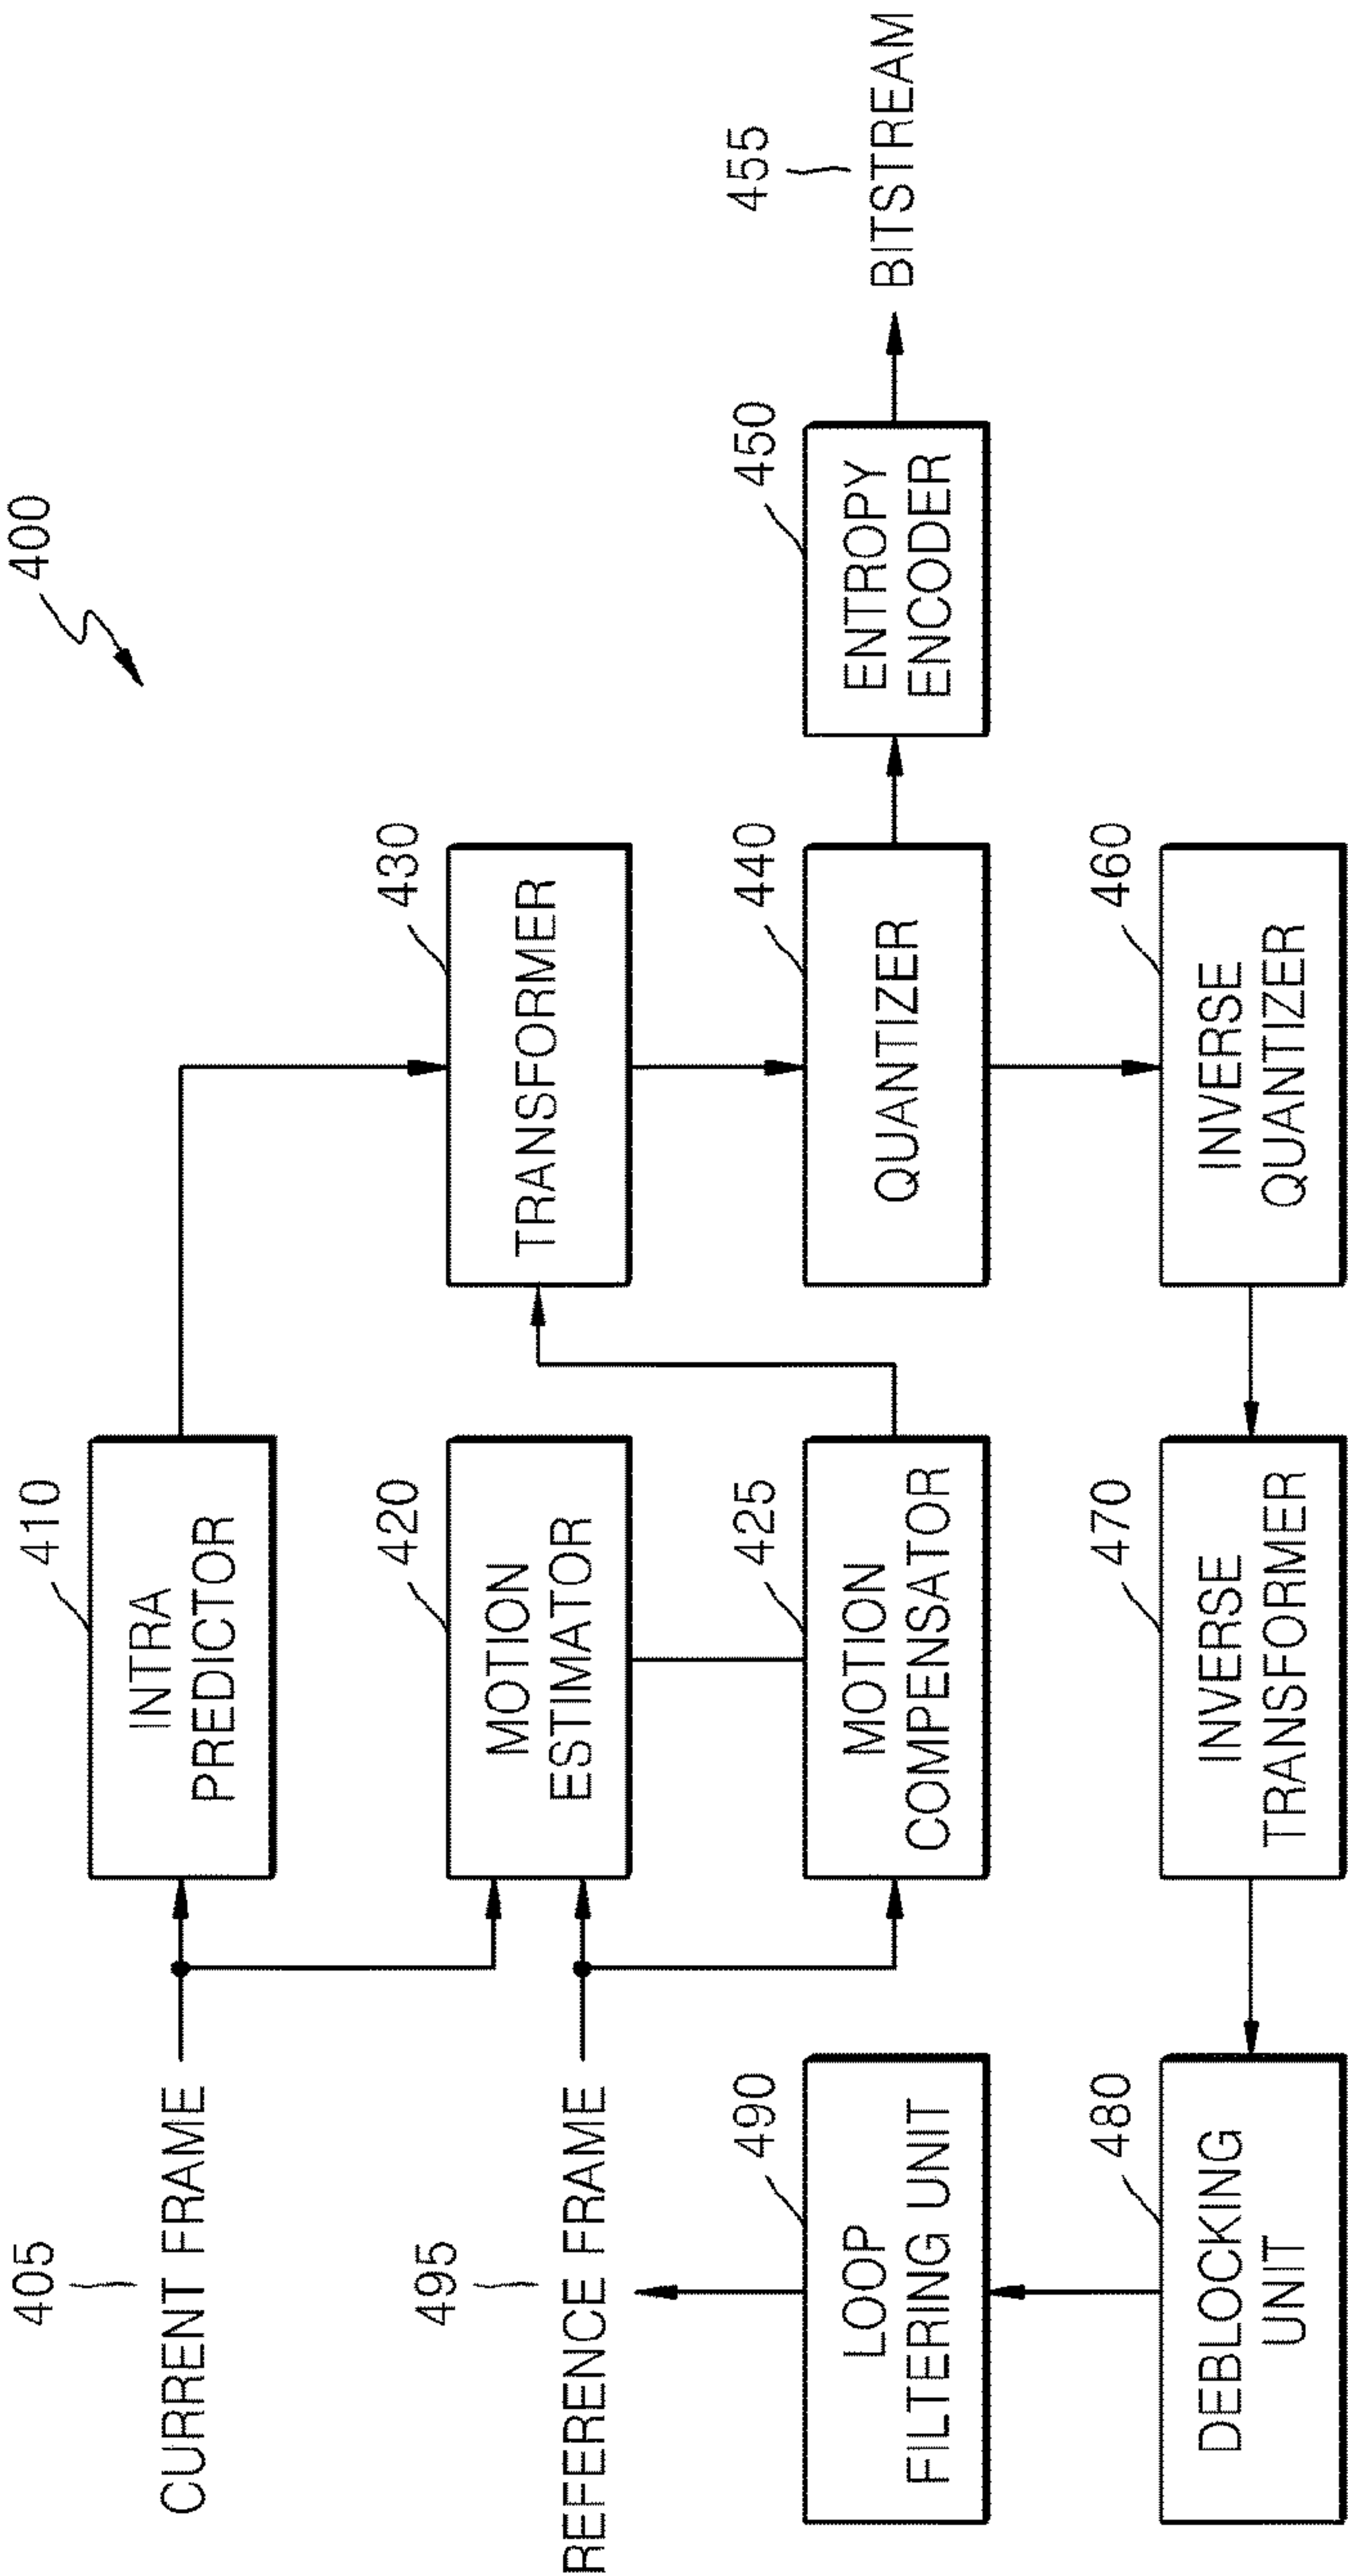 400
405
CURRENT FRAME
410
INTRA
PREDICTOR
495
REFERENCE FRAME
420
MOTION
ESTIMATOR
430
TRANSFORMER
490
LOOP
FILTERING UNIT
425
MOTION
COMPENSATOR
440
QUANTIZER
450
ENTROPY
ENCODER
455
BITSTREAM
480
DEBLOCKING
UNIT
470
INVERSE
TRANSFORMER
460
INVERSE
QUANTIZER